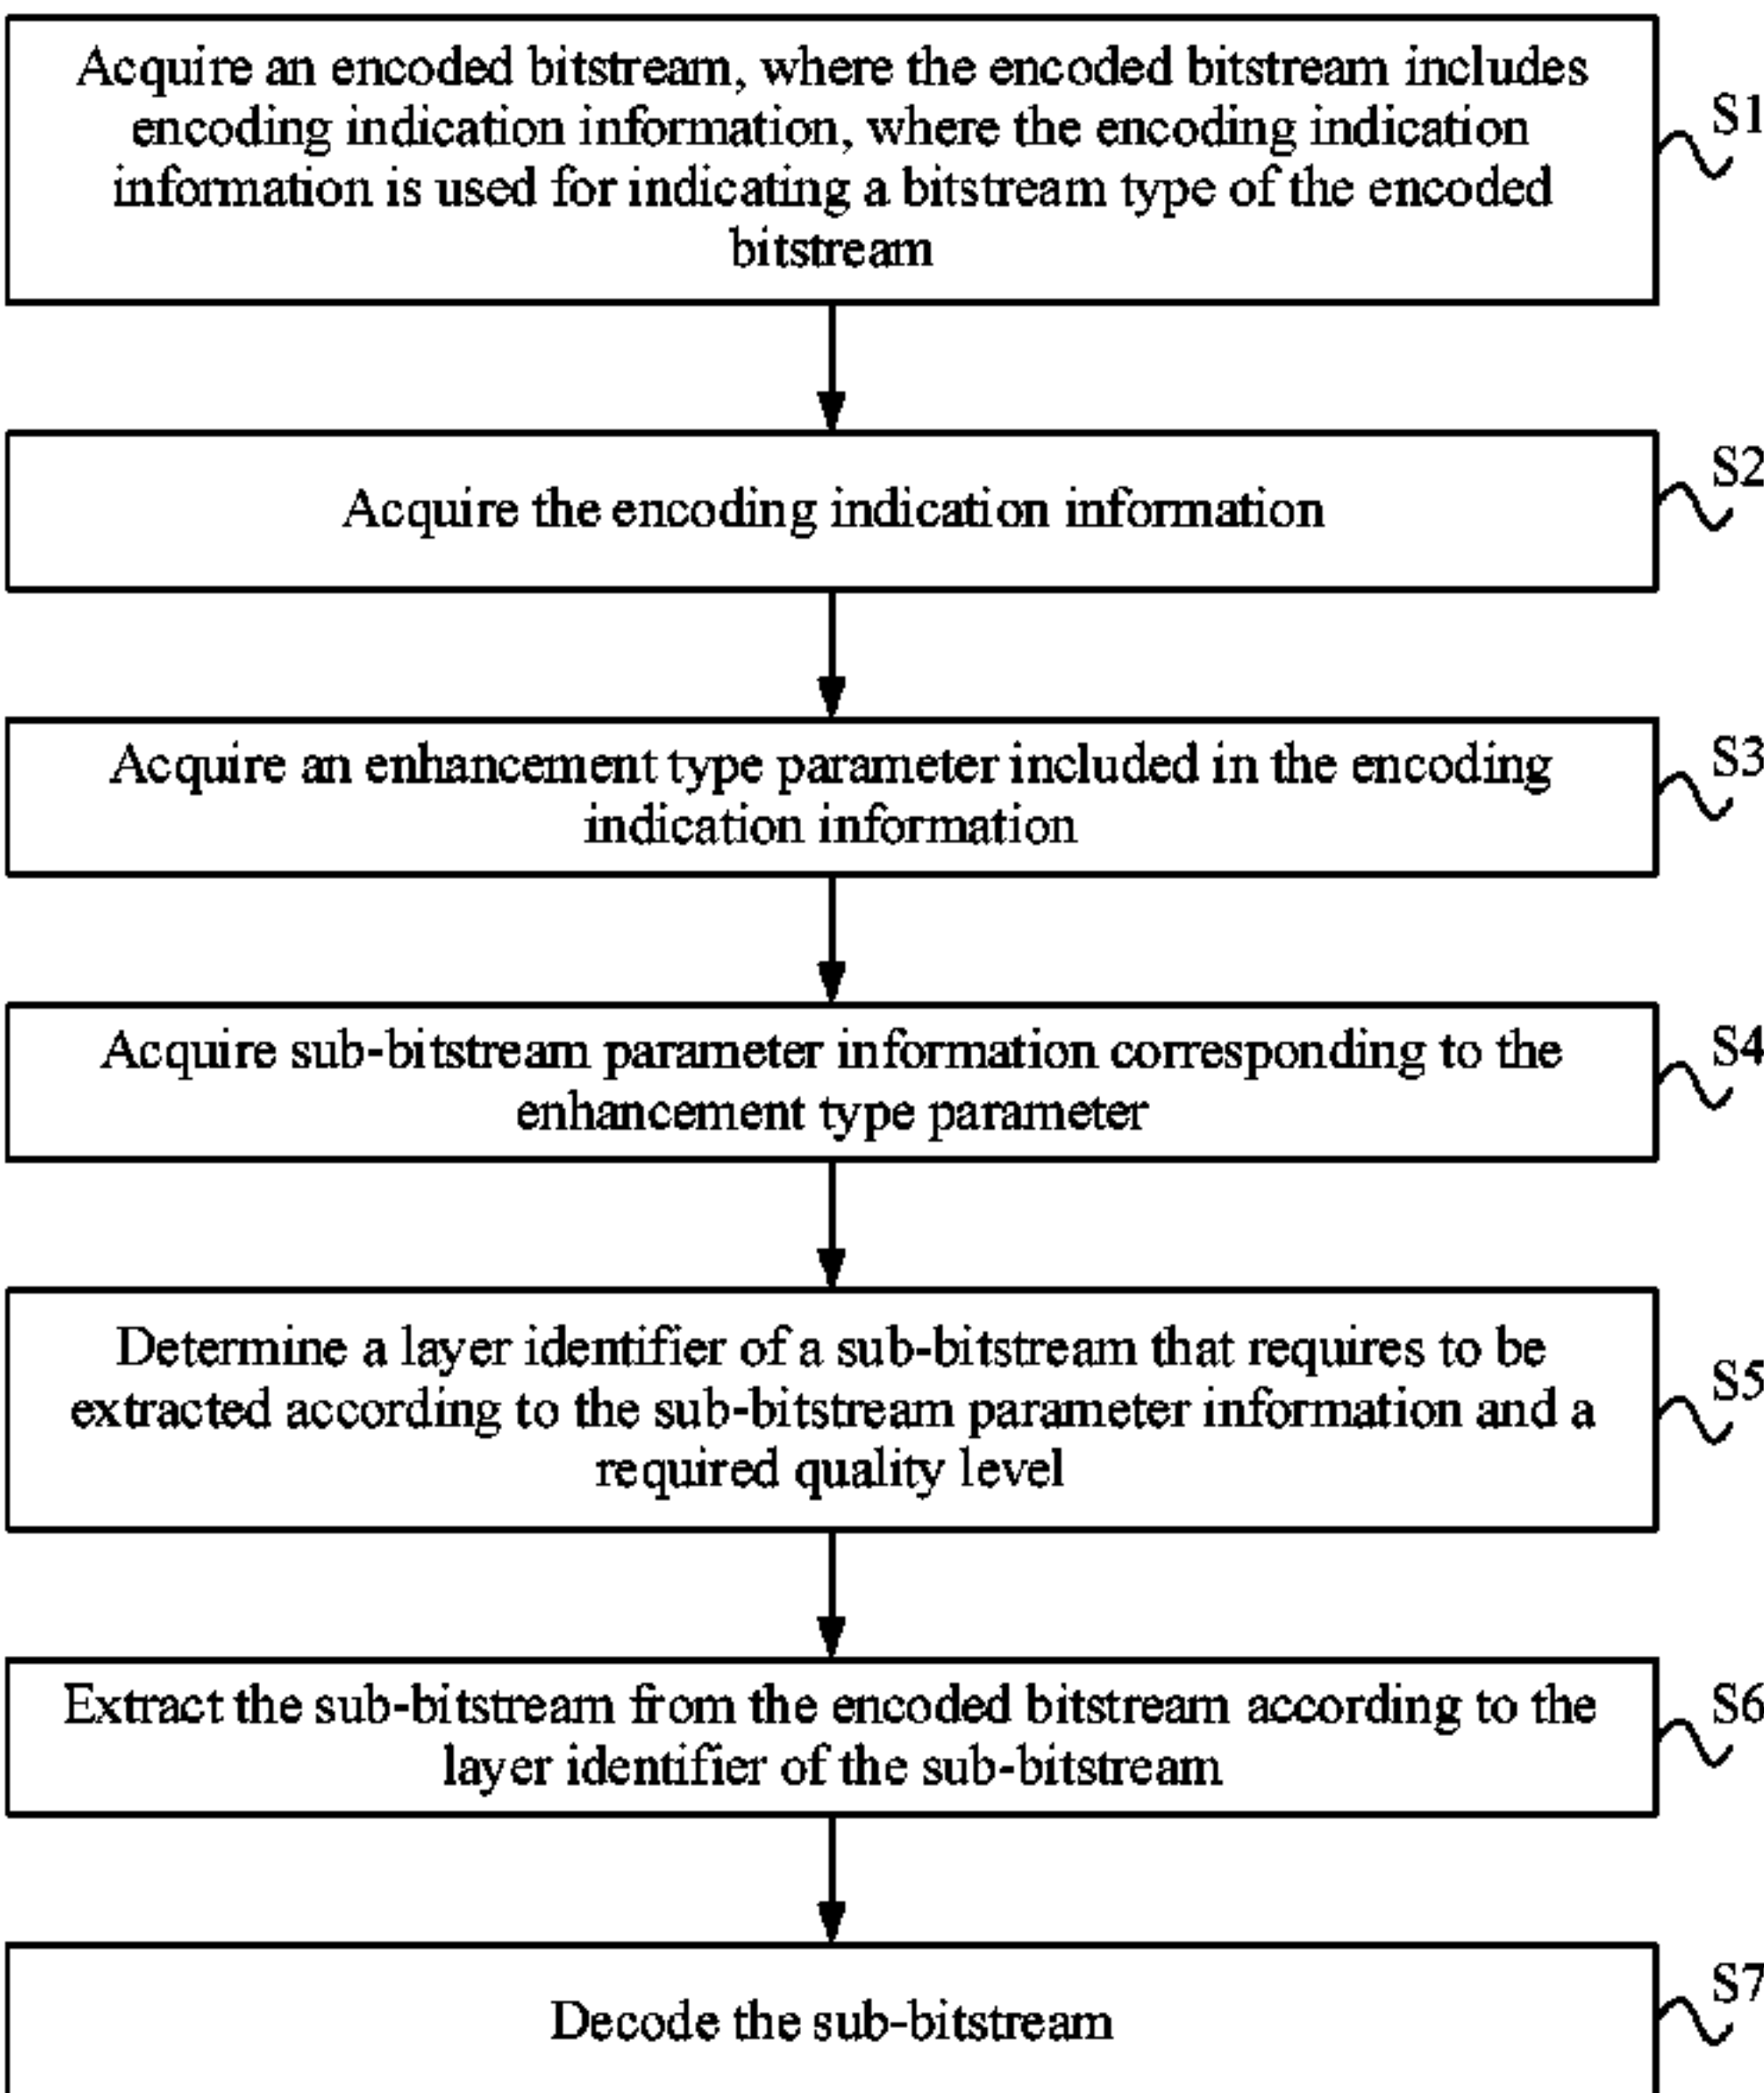 Acquire an encoded bitstream, where the encoded bitstream includes
encoding indication information, where the encoding indication
information is used for indicating a bitstream type of the encoded
bitstream
S1
Acquire the encoding indication information
S2
Acquire an enhancement type parameter included in the encoding
indication information
S3
Acquire sub-bitstream parameter information corresponding to the
enhancement type parameter
S4
Determine a layer identifier of a sub-bitstream that requires to be
extracted according to the sub-bitstream parameter information and a
required quality level
S5
Extract the sub-bitstream from the encoded bitstream according to the
layer identifier of the sub-bitstream
S6
Decode the sub-bitstream
S7